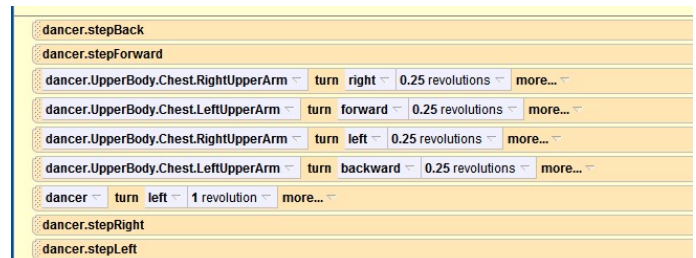 dancer.stepBack
dancer.stepForward
dancer.UpperBody.Chest.RightUpperArm turn right 0.25 revolutions more...
dancer.UpperBody.Chest.LeftUpperArm turn forward 0.25 revolutions more...
dancer.UpperBody.Chest.RightUpperArm turn left 0.25 revolutions more...
dancer.UpperBody.Chest.LeftUpperArm turn backward 0.25 revolutions more...
dancer turn left 1 revolution more...
dancer.stepRight
dancer.stepLeft